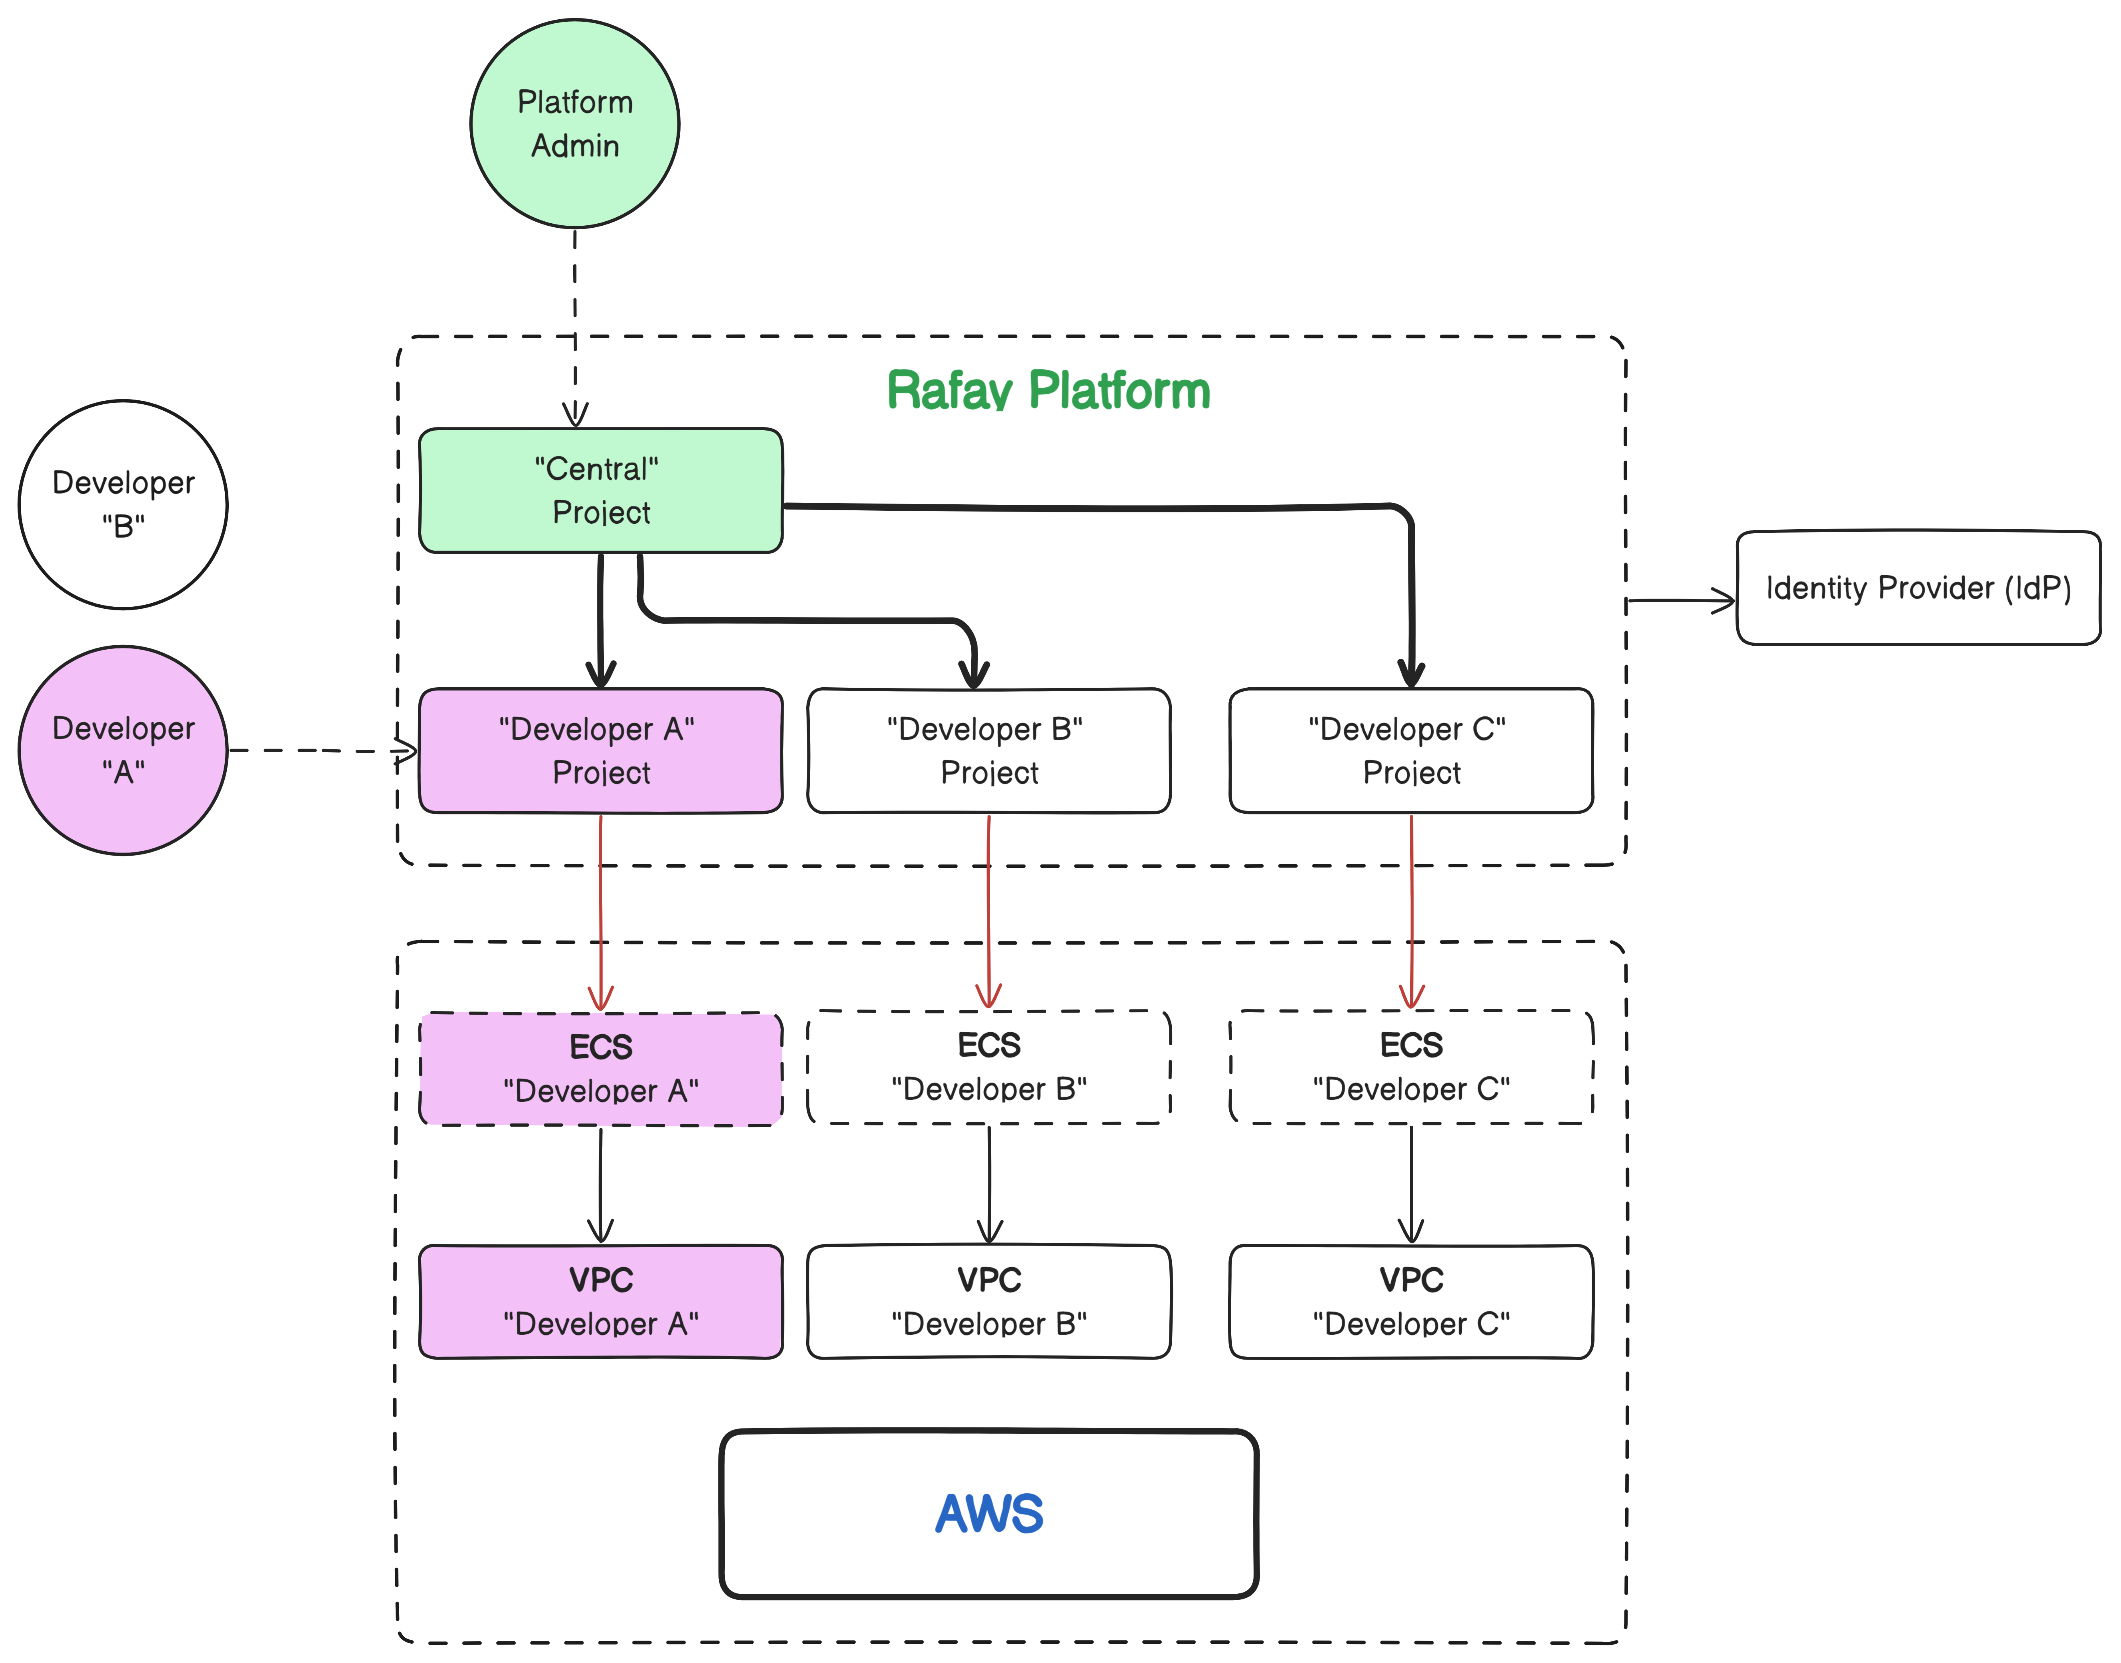 Platform
Admin
Rafay Platform
"Central"
Project
Developer
"B"
Identity Provider (IdP)
Developer
"A"
"Developer A"
Project
"Developer B"
Project
"Developer C"
Project
ECS
"Developer A"
ECS
"Developer B"
ECS
"Developer C"
VPC
"Developer A"
VPC
"Developer B"
VPC
"Developer C"
AWS